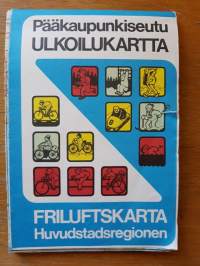 Pääkaupunkiseutu
ULKOILUKARTTA
FRILUFTSKARTA
Huvudstadsregionen